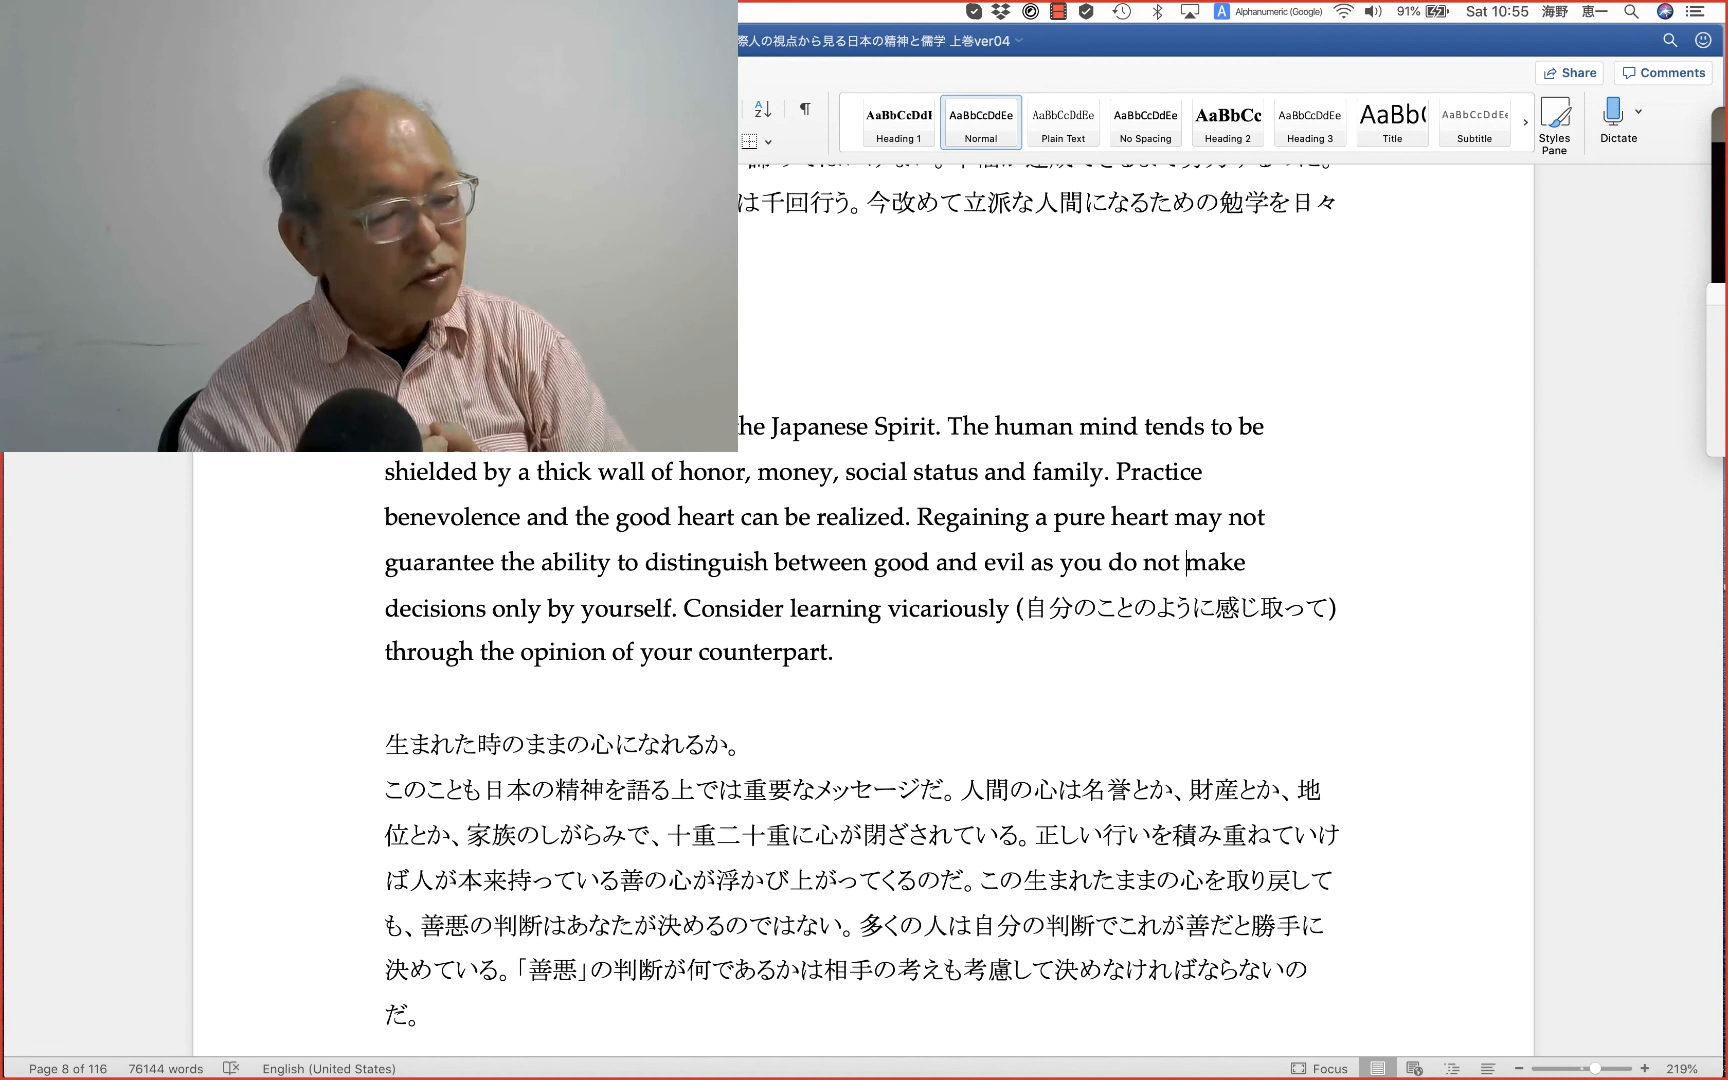 Alphanumeric (Google) 91% Sat 10:55 海野 恵一
際人の視点から見る日本の精神と儒学 上巻ver04
Share Comments
AaBbCcDdE AaBbCcDdEe AaBbCcDdEe AaBbCcDdEe AaBbCc AaBbCcDdEe AaBb( AaBbCcDdEe
Heading 1 Normal Plain Text No Spacing Heading 2 Heading 3 Title Subtitle
Styles Pane
Dictate
は千回行う。今改めて立派な人間になるための勉学を日々
the Japanese Spirit. The human mind tends to be
shielded by a thick wall of honor, money, social status and family. Practice
benevolence and the good heart can be realized. Regaining a pure heart may not
guarantee the ability to distinguish between good and evil as you do not make
decisions only by yourself. Consider learning vicariously (自分のことのように感じ取って)
through the opinion of your counterpart.
生まれた時のままの心になれるか。
このことも日本の精神を語る上では重要なメッセージだ。人間の心は名誉とか、財産とか、地
位とか、家族のしがらみで、十重二十重に心が閉ざされている。正しい行いを積み重ねていけ
ば人が本来持っている善の心が浮かび上がってくるのだ。この生まれたままの心を取り戻して
も、善悪の判断はあなたが決めるのではない。多くの人は自分の判断でこれが善だと勝手に
決めている。「善悪」の判断が何であるかは相手の考えも考慮して決めなければならないの
だ。
Page 8 of 116 76144 words English (United States) Focus 219%